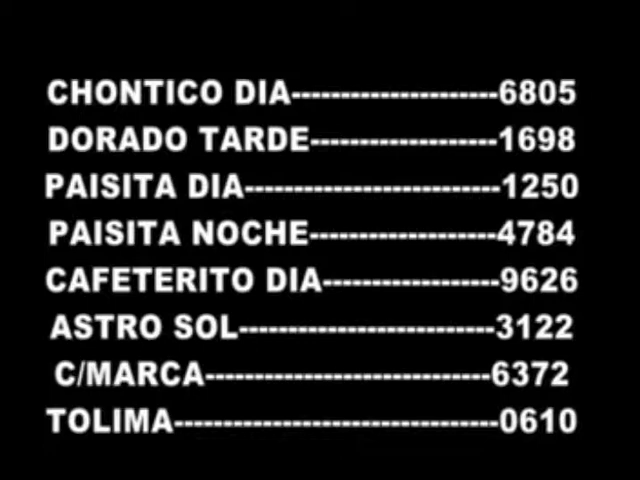 CHONTICO DIA---------------------6805
DORADO TARDE-------------------1698
PAISITA DIA--------------------------1250
PAISITA NOCHE-------------------4784
CAFETERITO DIA------------------9626
ASTRO SOL--------------------------3122
C/MARCA-----------------------------6372
TOLIMA---------------------------------0610